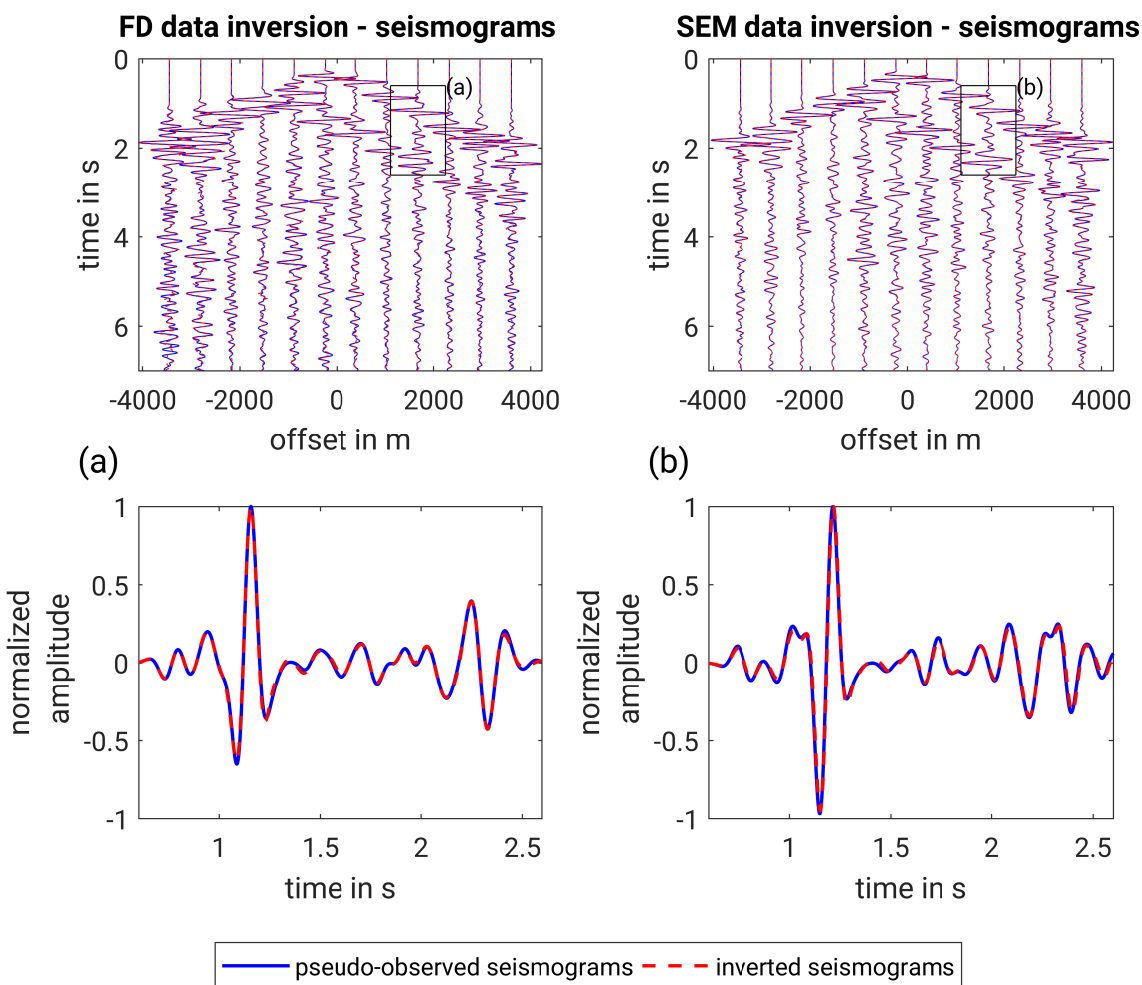 FD data inversion - seismograms
0
2
4
6
time in s
(a)
-4000 -2000 0 2000 4000
offset in m
SEM data inversion - seismograms
0
2
4
6
time in s
(b)
-4000 -2000 0 2000 4000
offset in m
(a)
1
0.5
0
-0.5
-1
normalized
amplitude
1 1.5 2 2.5
time in s
(b)
1
0.5
0
-0.5
-1
normalized
amplitude
1 1.5 2 2.5
time in s
pseudo-observed seismograms inverted seismograms